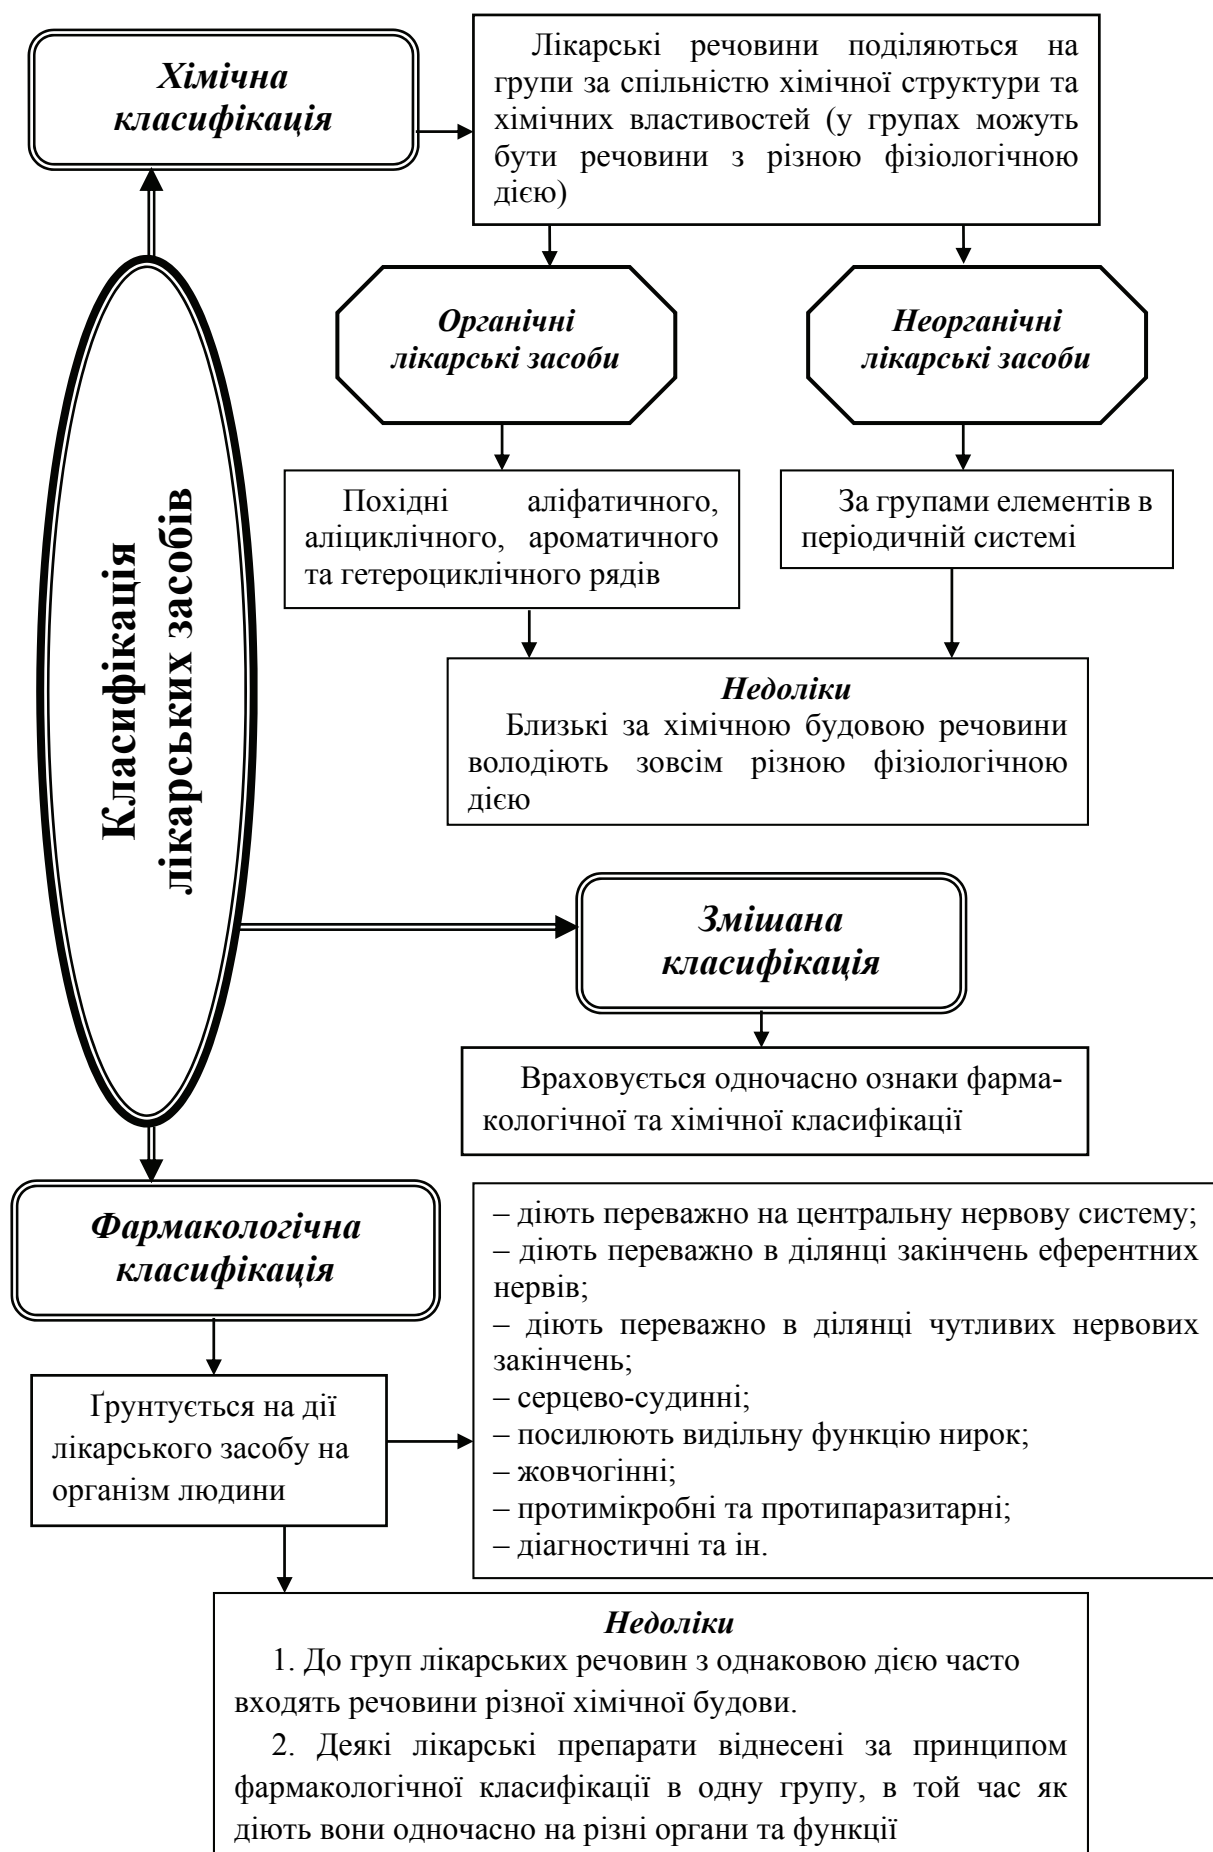 Хімічна
класифікація
Лікарські речовини поділяються на
групи за спільністю хімічної структури та
хімічних властивостей (у групах можуть
бути речовини з різною фізіологічною
дією)
Органічні
лікарські засоби
Неорганічні
лікарські засоби
Похідні аліфатичного,
аліциклічного, ароматичного
та гетероциклічного рядів
За групами елементів в
періодичній системі
Недоліки
Близькі за хімічною будовою речовини
володіють зовсім різною фізіологічною
дією
Класифікація
лікарських засобів
Змішана
класифікація
Враховується одночасно ознаки фарма-
кологічної та хімічної класифікації
Фармакологічна
класифікація
Ґрунтується на дії
лікарського засобу на
організм людини
– діють переважно на центральну нервову систему;
– діють переважно в ділянці закінчень еферентних
нервів;
– діють переважно в ділянці чутливих нервових
закінчень;
– серцево-судинні;
– посилюють видільну функцію нирок;
– жовчогінні;
– протимікробні та протипаразитарні;
– діагностичні та ін.
Недоліки
1. До груп лікарських речовин з однаковою дією часто
входять речовини різної хімічної будови.
2. Деякі лікарські препарати віднесені за принципом
фармакологічної класифікації в одну групу, в той час як
діють вони одночасно на різні органи та функції